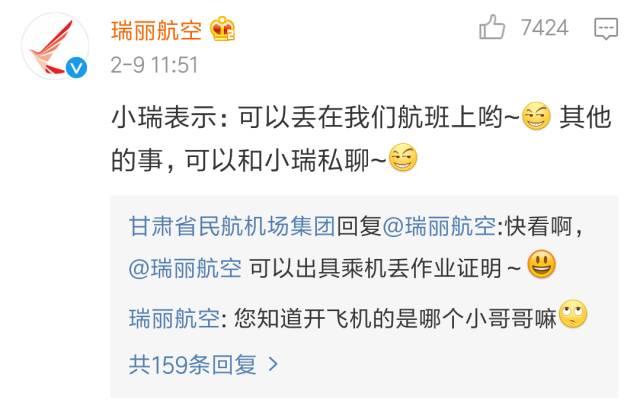 瑞丽航空
7424
2-9 11:51
小瑞表示：可以丢在我们航班上哟~ 其他
的事，可以和小瑞私聊~
甘肃省民航机场集团回复@瑞丽航空:快看啊，
@瑞丽航空 可以出具乘机丢作业证明～
瑞丽航空: 您知道开飞机的是哪个小哥哥嘛
共159条回复 >